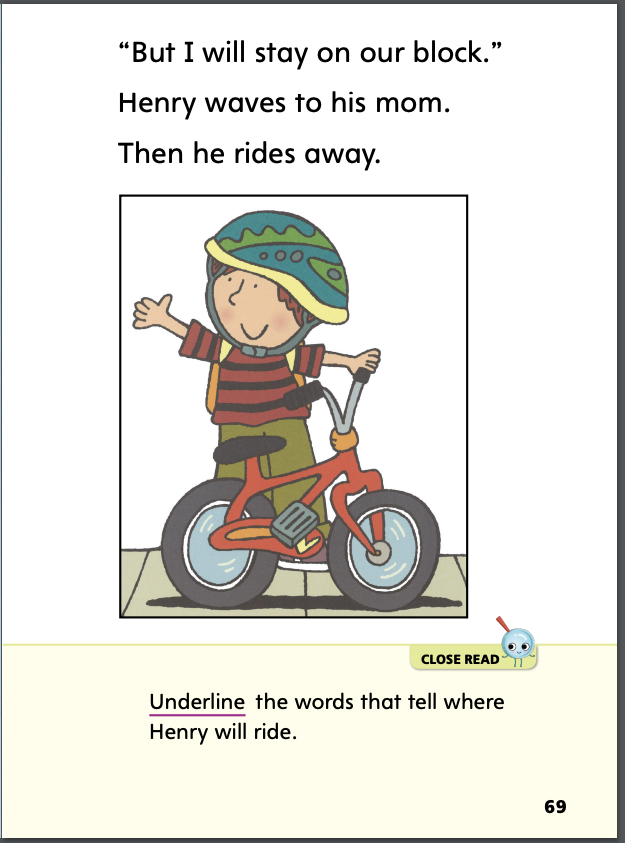 “But I will stay on our block.”
Henry waves to his mom.
Then he rides away.
CLOSE READ
Underline the words that tell where
Henry will ride.
69